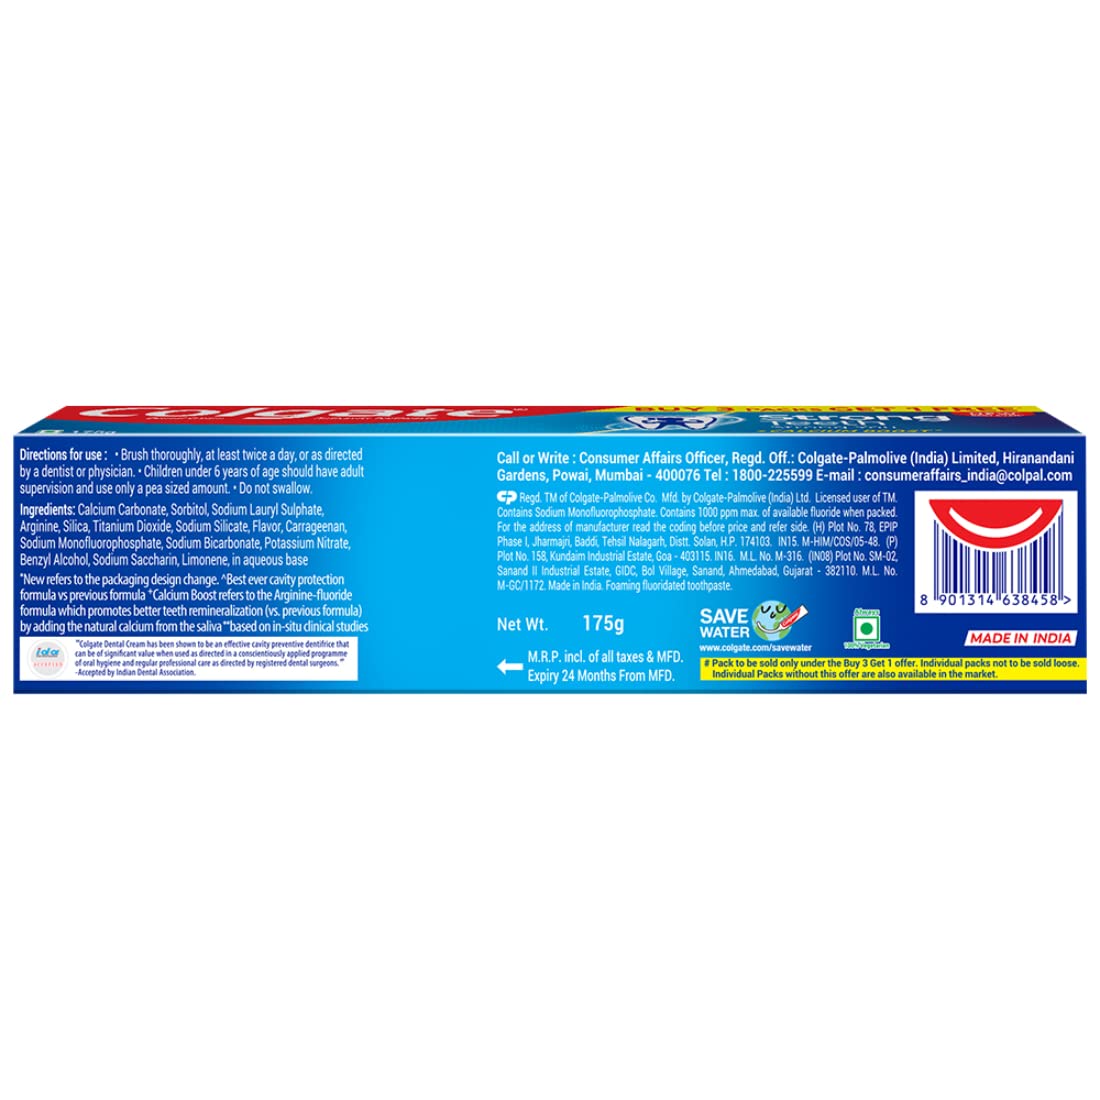 Colgate
BUY 3 PACKS GET 1 FREE
175g
Strong
Teeth
CALCIUM BOOST
Directions for use : • Brush thoroughly, at least twice a day, or as directed
by a dentist or physician. • Children under 6 years of age should have adult
supervision and use only a pea sized amount. • Do not swallow.
Ingredients: Calcium Carbonate, Sorbitol, Sodium Lauryl Sulphate,
Arginine, Silica, Titanium Dioxide, Sodium Silicate, Flavor, Carrageenan,
Sodium Monofluorophosphate, Sodium Bicarbonate, Potassium Nitrate,
Benzyl Alcohol, Sodium Saccharin, Limonene, in aqueous base
*New refers to the packaging design change. ^Best ever cavity protection
formula vs previous formula +Calcium Boost refers to the Arginine-fluoride
formula which promotes better teeth remineralization (vs. previous formula)
by adding the natural calcium from the saliva **based on in-situ clinical studies
"Colgate Dental Cream has been shown to be an effective cavity preventive dentifrice that
can be of significant value when used as directed in a conscientiously applied programme
of oral hygiene and regular professional care as directed by registered dental surgeons."
-Accepted by Indian Dental Association.
Call or Write : Consumer Affairs Officer, Regd. Off.: Colgate-Palmolive (India) Limited, Hiranandani
Gardens, Powai, Mumbai - 400076 Tel : 1800-225599 E-mail : consumeraffairs_india@colpal.com
Regd. TM of Colgate-Palmolive Co. Mfd. by Colgate-Palmolive (India) Ltd. Licensed user of TM.
Contains Sodium Monofluorophosphate. Contains 1000 ppm max. of available fluoride when packed.
For the address of manufacturer read the coding before price and refer side. (H) Plot No. 78, EPIP
Phase I, Jharmajri, Baddi, Tehsil Nalagarh, Distt. Solan, H.P. 174103. IN15. M-HIM/COS/05-48. (P)
Plot No. 158, Kundaim Industrial Estate, Goa - 403115. IN16. M.L. No. M-316. (IN08) Plot No. SM-02,
Sanand II Industrial Estate, GIDC, Bol Village, Sanand, Ahmedabad, Gujarat - 382110. M.L. No.
M-GC/1172. Made in India. Foaming fluoridated toothpaste.
Net Wt. 175g
M.R.P. incl. of all taxes & MFD.
Expiry 24 Months From MFD.
SAVE
WATER
www.colgate.com/savewater
Always
100% Vegetarian
8 901314 638458 >
MADE IN INDIA
# Pack to be sold only under the Buy 3 Get 1 offer. Individual packs not to be sold loose.
Individual Packs without this offer are also available in the market.